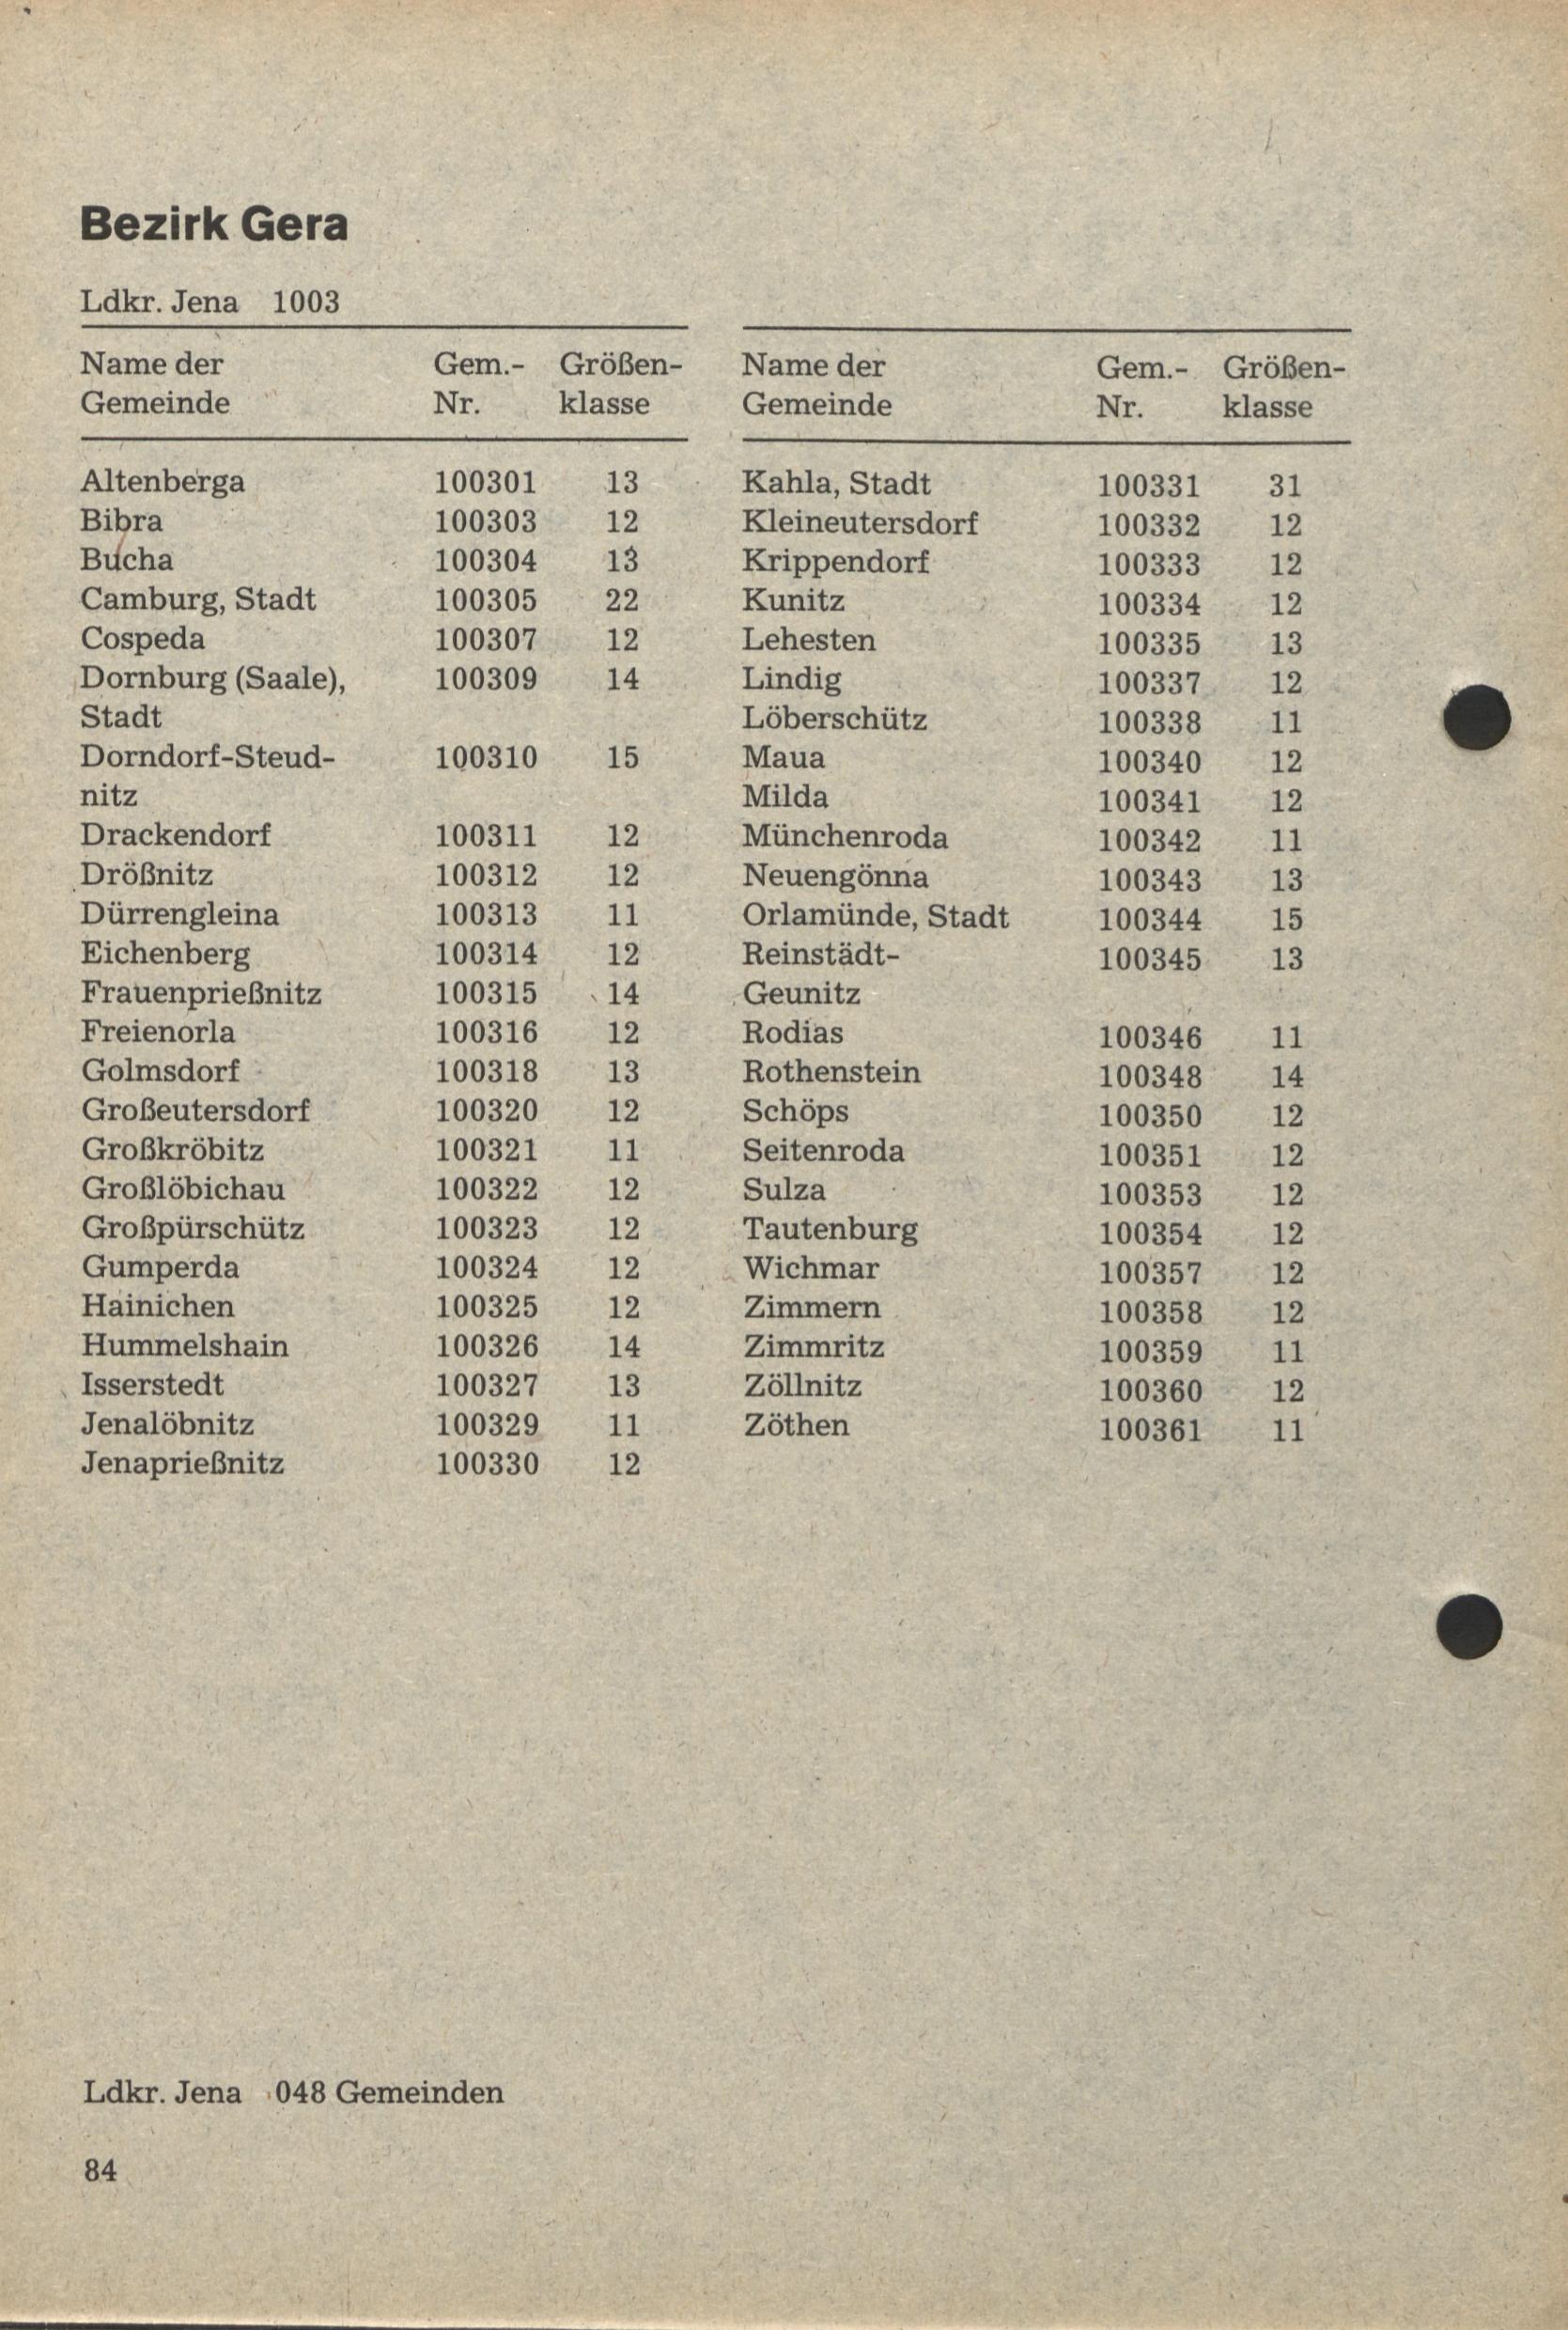 Bezirk Gera
Ldkr. Jena 1003
Name der Gem.- Größen-
Gemeinde Nr. klasse
Altenberga 100301 13
Bibra 100303 12
Bucha 100304 13
Camburg, Stadt 100305 22
Cospeda 100307 12
Dornburg (Saale), 100309 14
Stadt
Dorndorf-Steud- 100310 15
nitz
Drackendorf 100311 12
Drößnitz 100312 12
Dürrengleina 100313 11
Eichenberg 100314 12
Frauenprießnitz 100315 14
Freienorla 100316 12
Golmsdorf 100318 13
Großeutersdorf 100320 12
Großkröbitz 100321 11
Großlöbichau 100322 12
Großpürschütz 100323 12
Gumperda 100324 12
Hainichen 100325 12
Hummelshain 100326 14
Isserstedt 100327 13
Jenalöbnitz 100329 11
Jenaprießnitz 100330 12
Name der Gem.- Größen-
Gemeinde Nr. klasse
Kahla, Stadt 100331 31
Kleineutersdorf 100332 12
Krippendorf 100333 12
Kunitz 100334 12
Lehesten 100335 13
Lindig 100337 12
Löberschütz 100338 11
Maua 100340 12
Milda 100341 12
Münchenroda 100342 11
Neuengönna 100343 13
Orlamünde, Stadt 100344 15
Reinstädt- 100345 13
Geunitz
Rodias 100346 11
Rothenstein 100348 14
Schöps 100350 12
Seitenroda 100351 12
Sulza 100353 12
Tautenburg 100354 12
Wichmar 100357 12
Zimmern 100358 12
Zimmritz 100359 11
Zöllnitz 100360 12
Zöthen 100361 11
Ldkr. Jena 048 Gemeinden
84